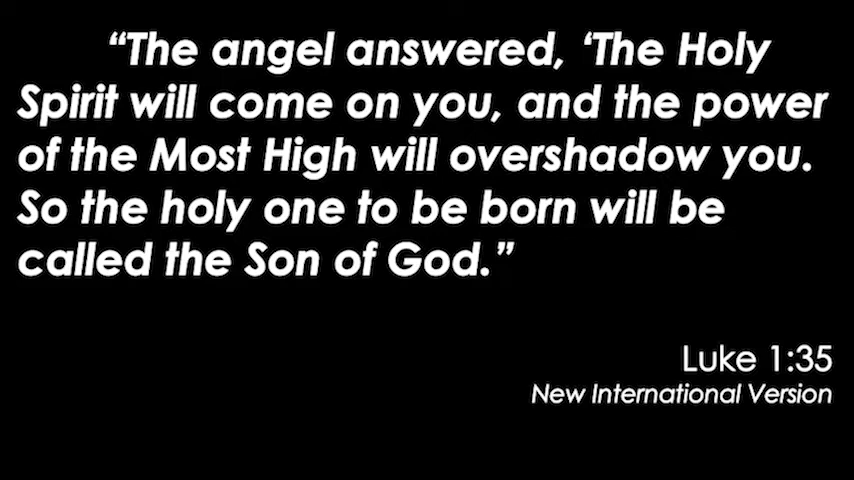 “The angel answered, ‘The Holy
Spirit will come on you, and the power
of the Most High will overshadow you.
So the holy one to be born will be
called the Son of God.”
Luke 1:35
New International Version